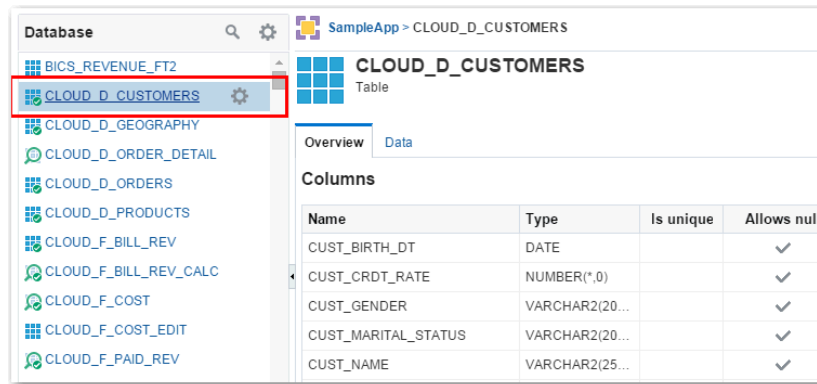 Database
BICS_REVENUE_FT2
CLOUD_D_CUSTOMERS
CLOUD_D_GEOGRAPHY
CLOUD_D_ORDER_DETAIL
CLOUD_D_ORDERS
CLOUD_D_PRODUCTS
CLOUD_F_BILL_REV
CLOUD_F_BILL_REV_CALC
CLOUD_F_COST
CLOUD_F_COST_EDIT
CLOUD_F_PAID_REV
SampleApp > CLOUD_D_CUSTOMERS
CLOUD_D_CUSTOMERS
Table
Overview Data
Columns
Name Type Is unique Allows nul
CUST_BIRTH_DT DATE
CUST_CRDT_RATE NUMBER(*,0)
CUST_GENDER VARCHAR2(20...
CUST_MARITAL_STATUS VARCHAR2(20...
CUST_NAME VARCHAR2(25...